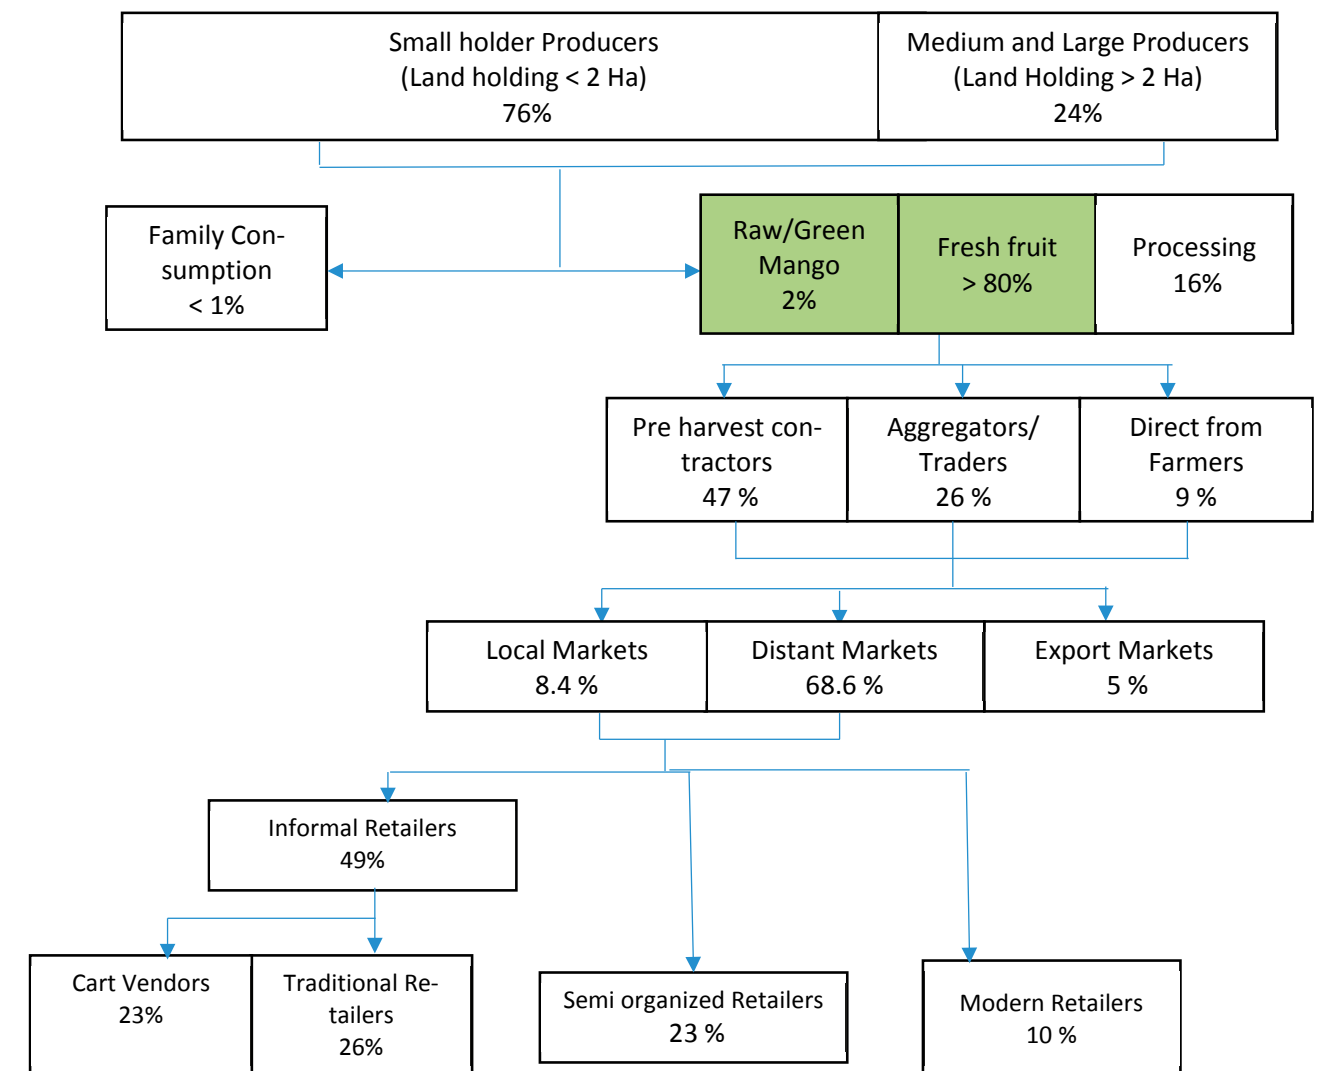 Small holder Producers
(Land holding < 2 Ha)
76%
Medium and Large Producers
(Land Holding > 2 Ha)
24%
Family Con-
sumption
< 1%
Raw/Green
Mango
2%
Fresh fruit
> 80%
Processing
16%
Pre harvest con-
tractors
47 %
Aggregators/
Traders
26 %
Direct from
Farmers
9 %
Local Markets
8.4 %
Distant Markets
68.6 %
Export Markets
5 %
Informal Retailers
49%
Cart Vendors
23%
Traditional Re-
tailers
26%
Semi organized Retailers
23 %
Modern Retailers
10 %